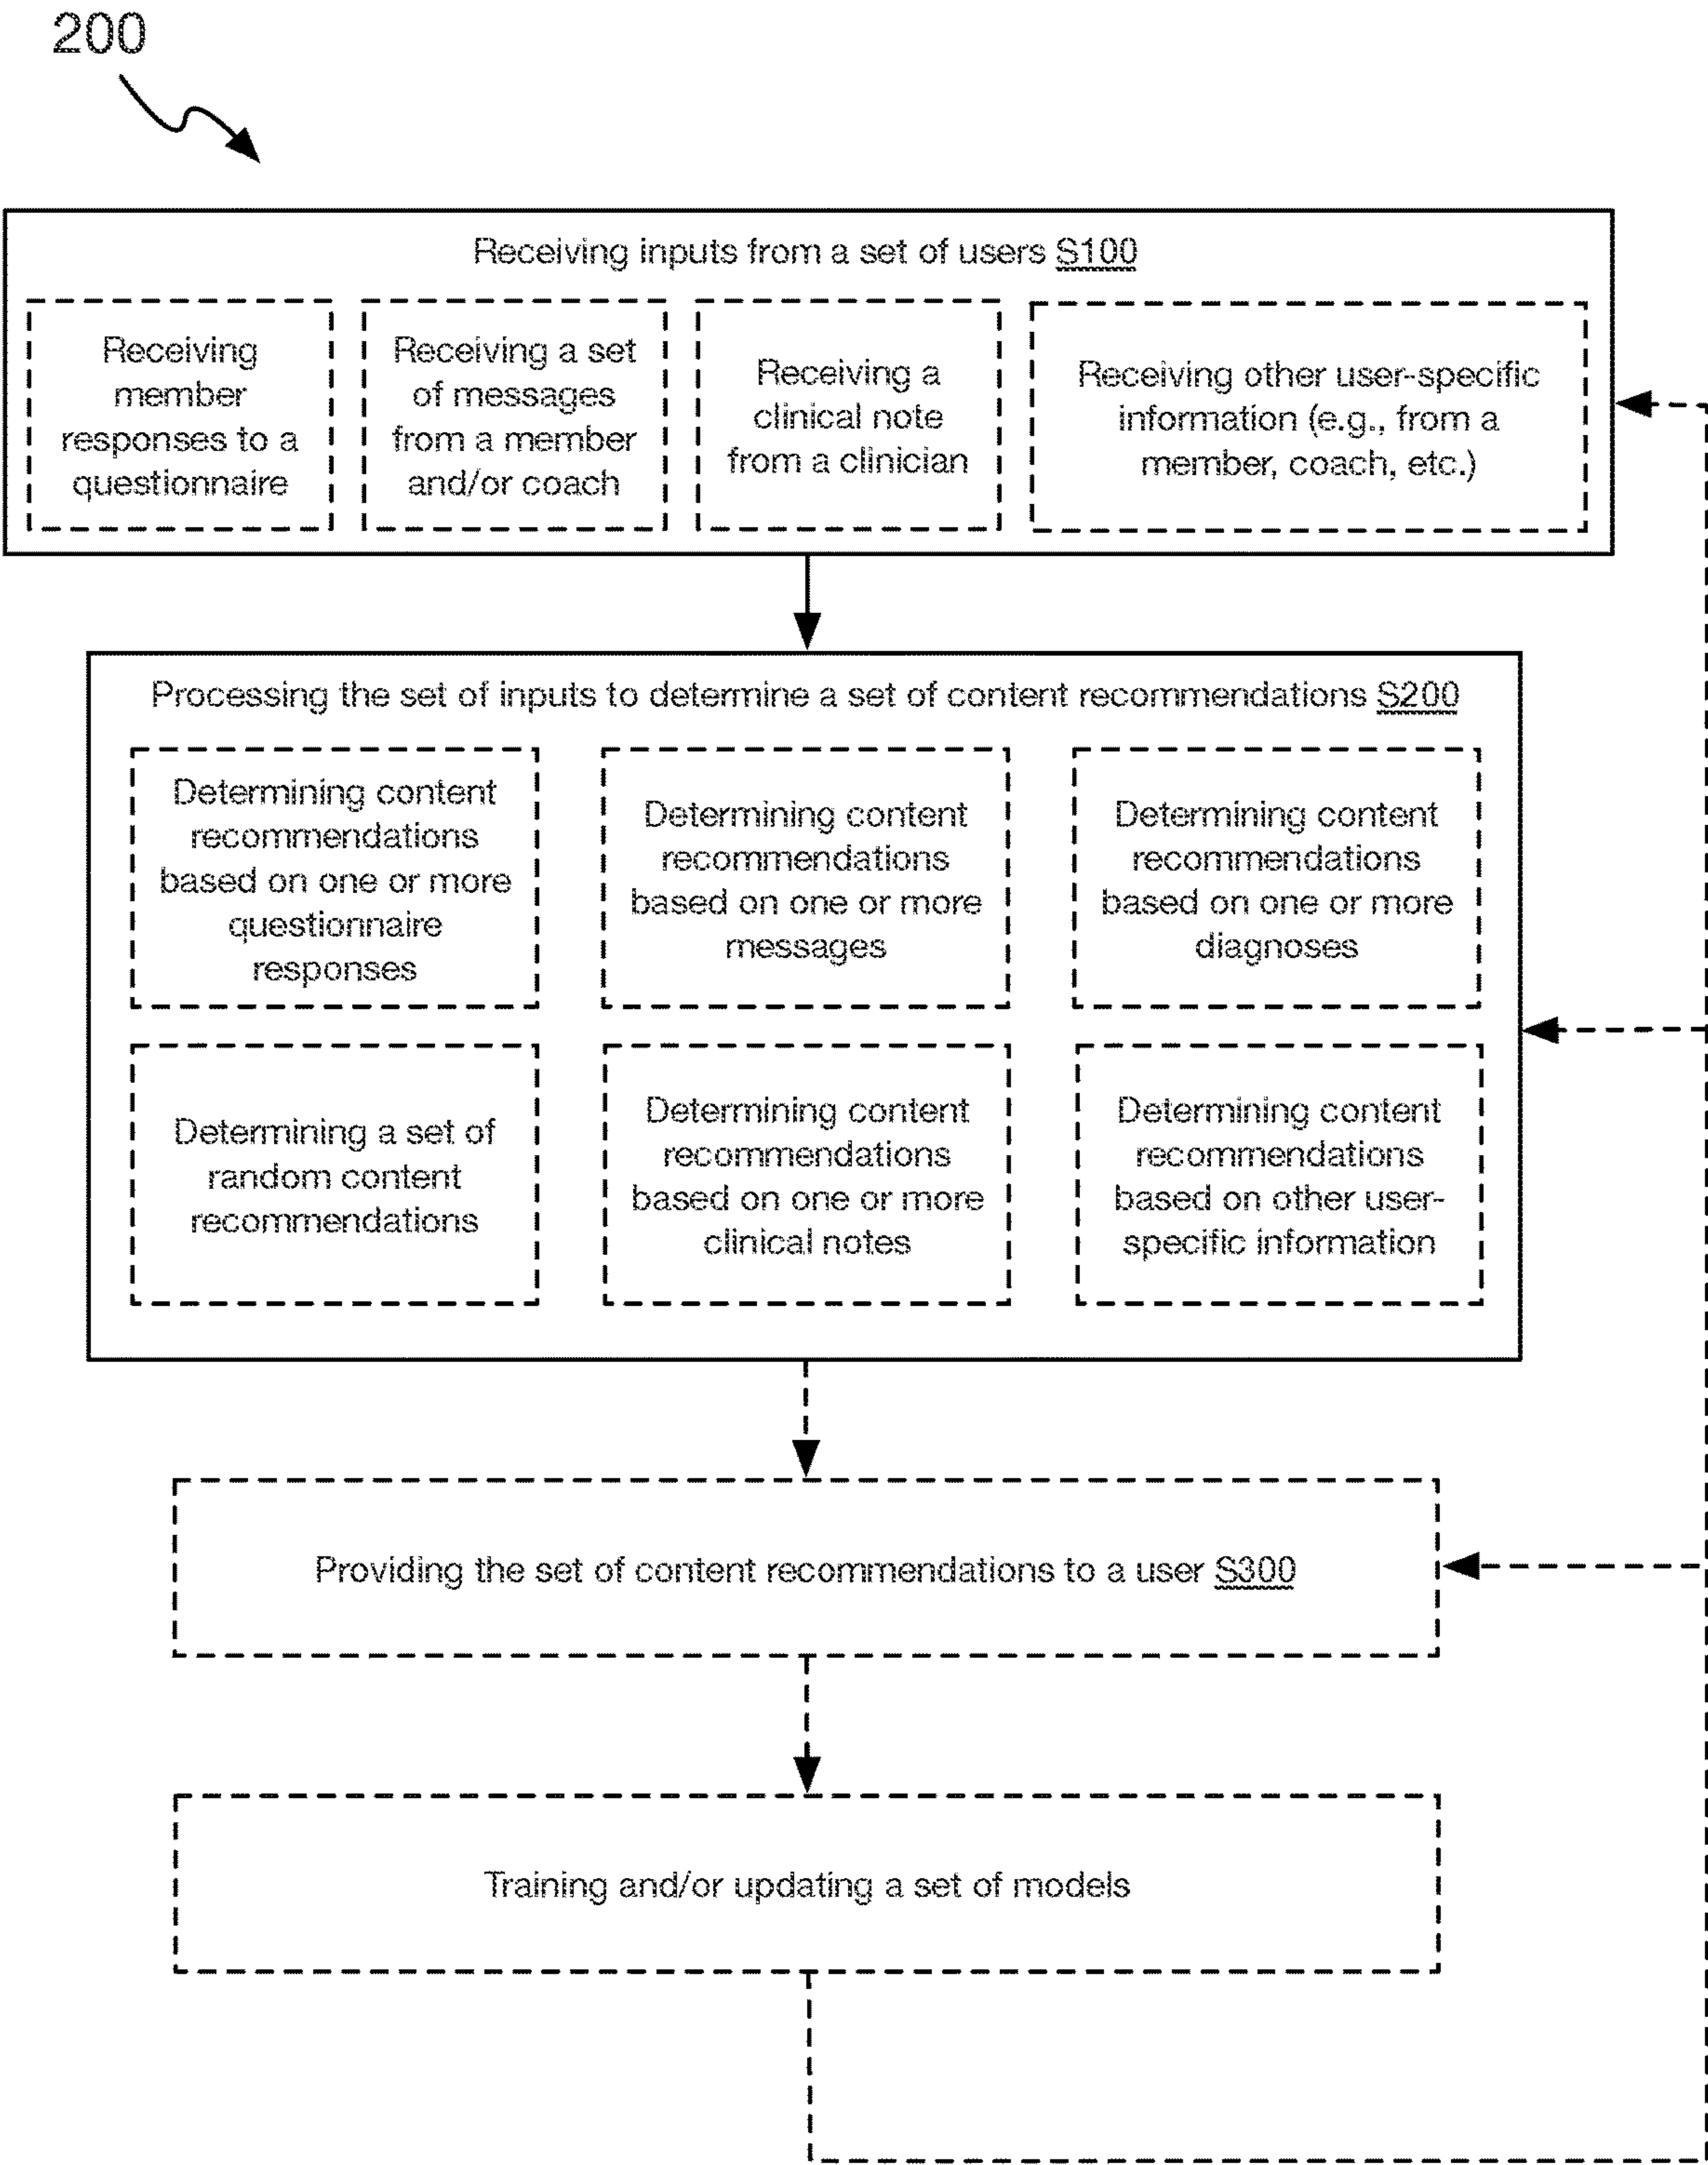 200
Receiving inputs from a set of users S100
Receiving
member
responses to a
questionnaire
Receiving a set
of messages
from a member
and/or coach
Receiving a
clinical note
from a clinician
Receiving other user-specific
information (e.g., from a
member, coach, etc.)
Processing the set of inputs to determine a set of content recommendations S200
Determining content
recommendations
based on one or more
questionnaire
responses
Determining content
recommendations
based on one or more
messages
Determining content
recommendations
based on one or more
diagnoses
Determining a set of
random content
recommendations
Determining content
recommendations
based on one or more
clinical notes
Determining content
recommendations
based on other user-
specific information
Providing the set of content recommendations to a user S300
Training and/or updating a set of models